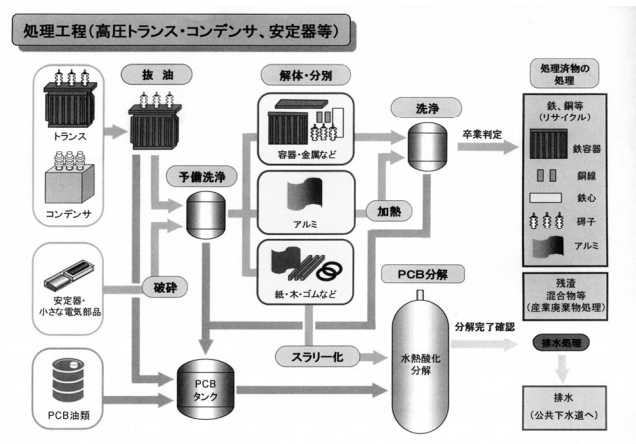 処理工程(高圧トランス・コンデンサ、安定器等)
トランス
コンデンサ
安定器・
小さな電気部品
PCB油類
抜 油
予備洗浄
破砕
PCB
タンク
解体・分別
容器・金属など
アルミ
紙・木・ゴムなど
加熱
スラリー化
洗浄
PCB分解
水熱酸化
分解
卒業判定
分解完了確認
処理済物の
処理
鉄、銅等
(リサイクル)
鉄容器
銅線
鉄心
碍子
アルミ
残渣
混合物等
(産業廃棄物処理)
排水処理
排水
(公共下水道へ)